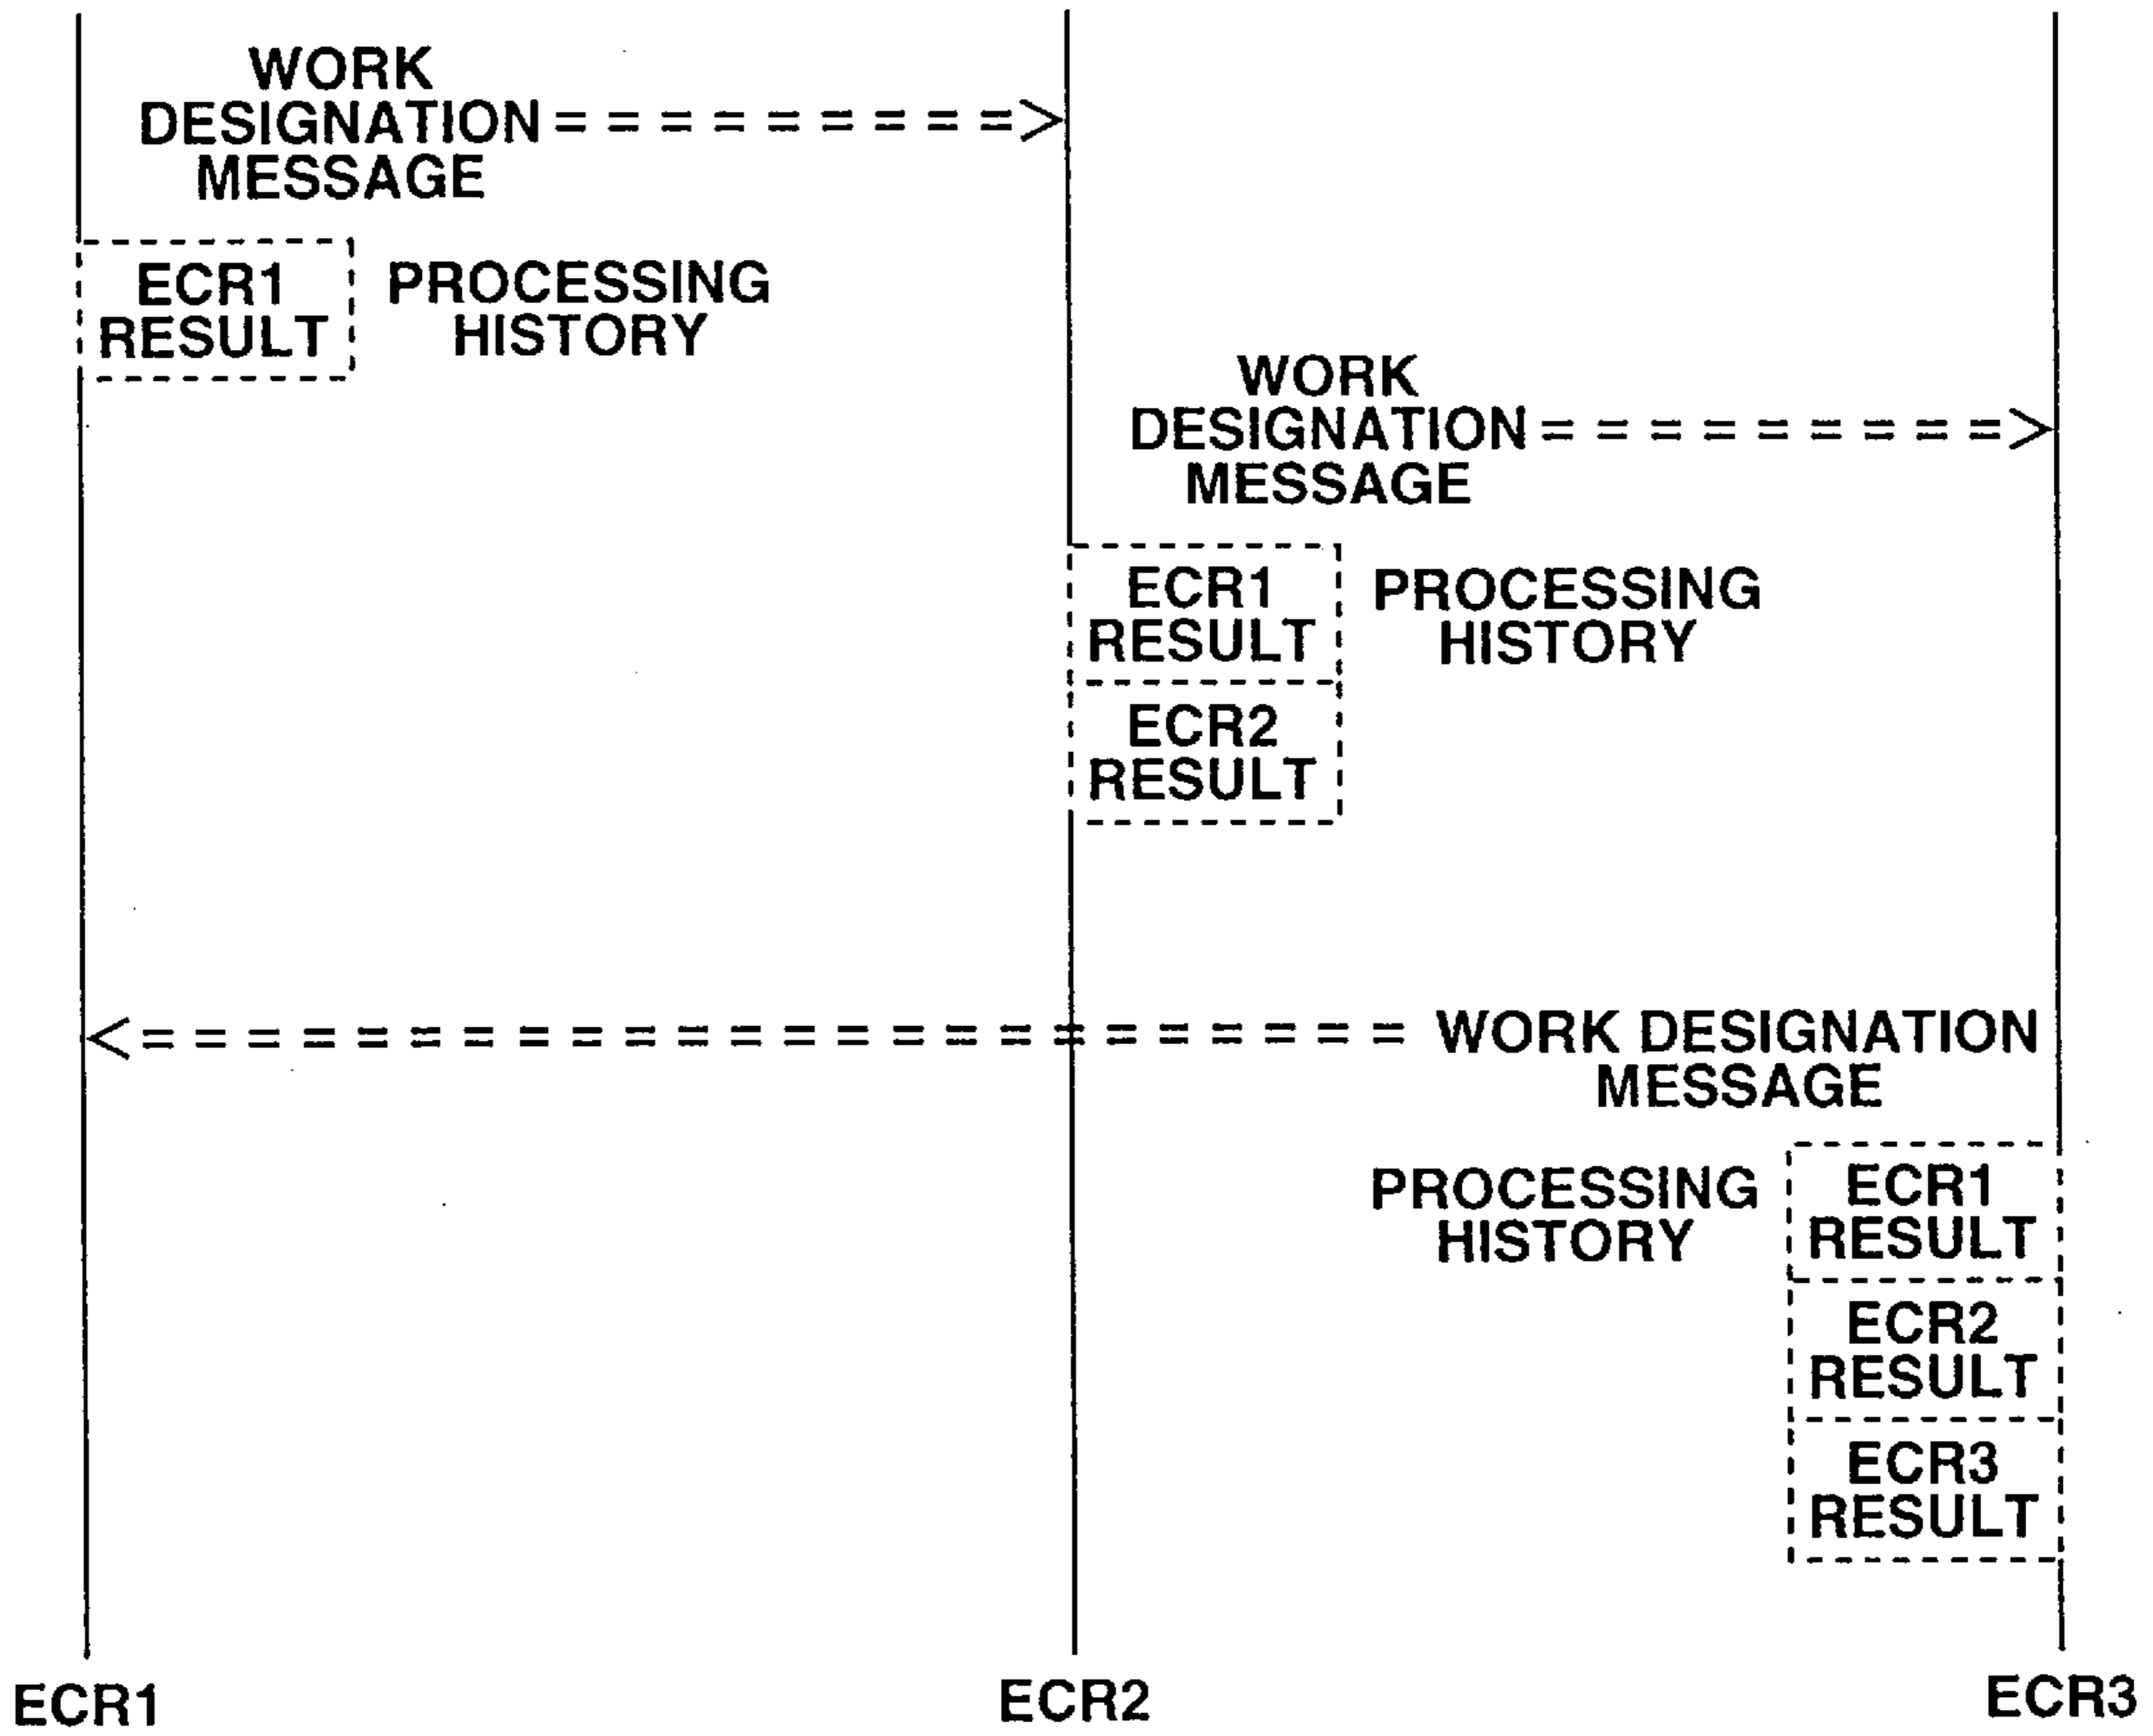 WORK
DESIGNATION
MESSAGE
ECR1
RESULT
PROCESSING
HISTORY
WORK
DESIGNATION
MESSAGE
ECR1
RESULT
PROCESSING
HISTORY
ECR2
RESULT
WORK DESIGNATION
MESSAGE
PROCESSING
HISTORY
ECR1
RESULT
ECR2
RESULT
ECR3
RESULT
ECR1
ECR2
ECR3